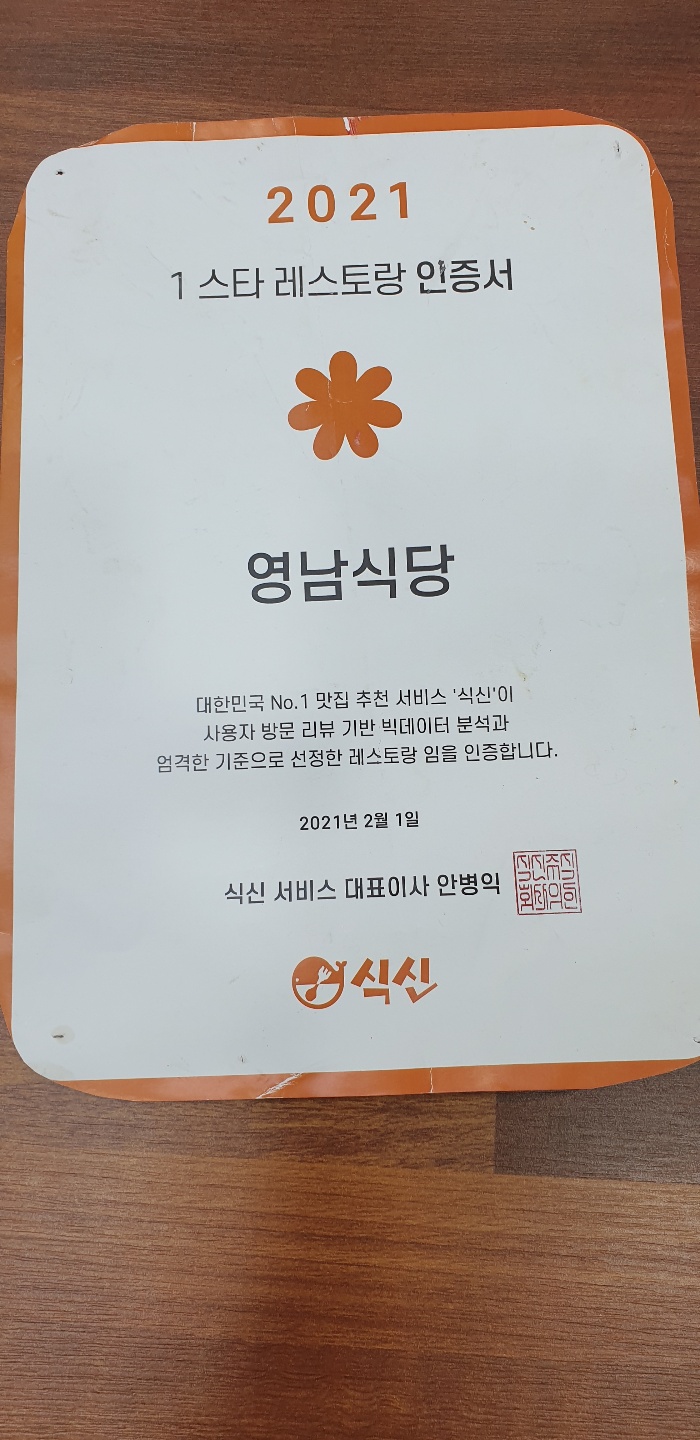 2021
1 스타 레스토랑 인증서
영남식당
대한민국 No.1 맛집 추천 서비스 '식신'이
사용자 방문 리뷰 기반 빅데이터 분석과
엄격한 기준으로 선정한 레스토랑 임을 인증합니다.
2021년 2월 1일
식신 서비스 대표이사 안병익
식신